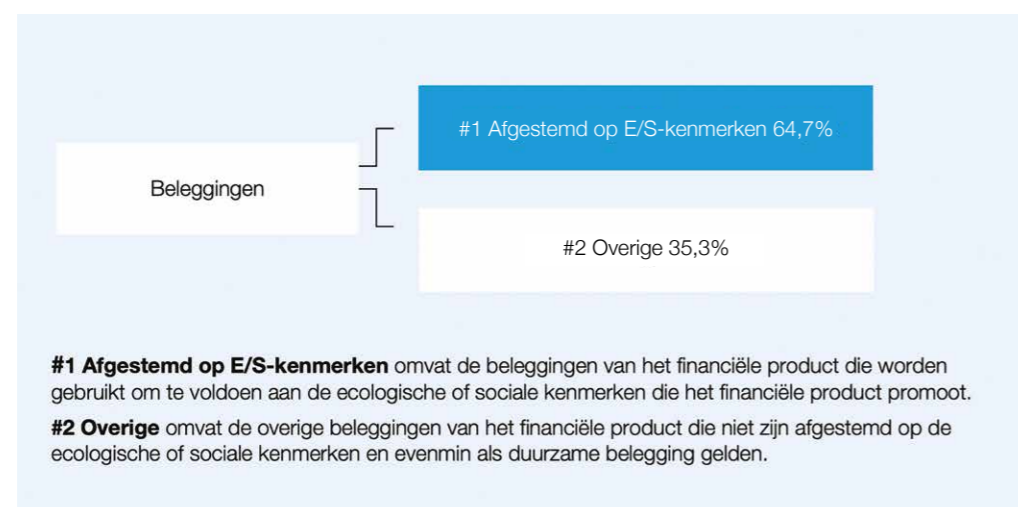 #1 Afgestemd op E/S-kenmerken 64,7%
Beleggingen
#2 Overige 35,3%
#1 Afgestemd op E/S-kenmerken omvat de beleggingen van het financiële product die worden
gebruikt om te voldoen aan de ecologische of sociale kenmerken die het financiële product promoot.
#2 Overige omvat de overige beleggingen van het financiële product die niet zijn afgestemd op de
ecologische of sociale kenmerken en evenmin als duurzame belegging gelden.